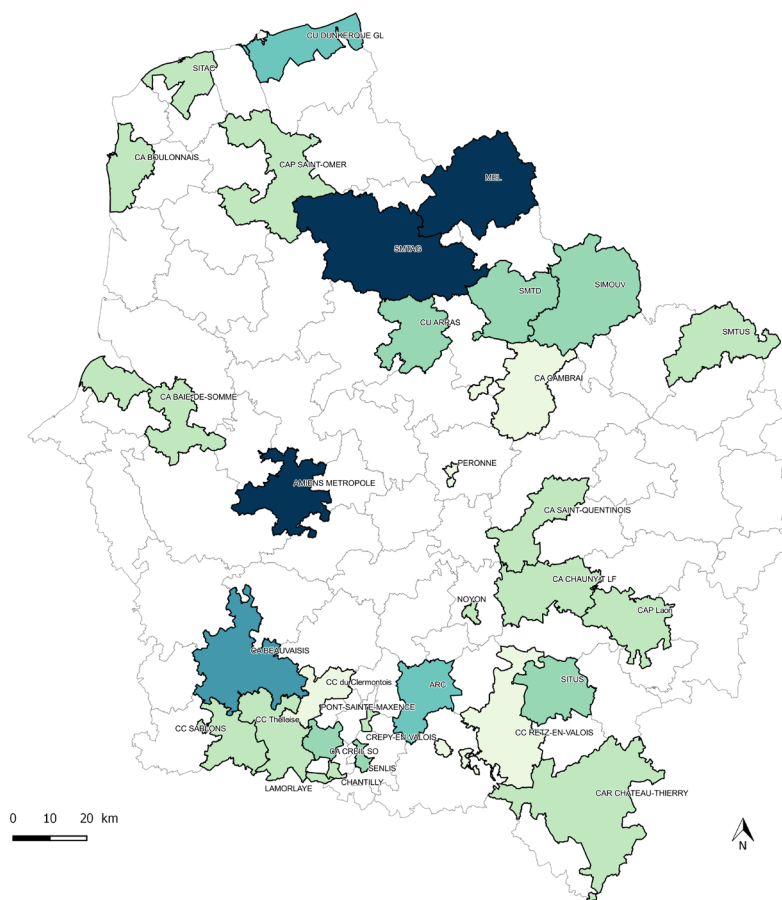 CU DUNKERQUE GL
SITAC
CA BOULONNAIS
CAP SAINT-OMER
MEL
SMTAG
SMTD
SIMOUV
CU ARRAS
SMTUS
CA CAMBRAI
CA BAIE-DE-SOMME
PERONNE
AMIENS METROPOLE
CA SAINT-QUENTINOIS
CA CHAUNY-T LF
NOYON
CAP Laon
CA BEAUVAISIS
CC du Clermontois
ARC
SITUS
PONT-SAINTE-MAXENCE
CC SABLONS
CC Thelloise
CREPY-EN-VALOIS
CC RETZ-EN-VALOIS
CA CREIL SO
SENLIS
CHANTILLY
LAMORLAYE
CAR CHATEAU-THIERRY
0 10 20 km
N